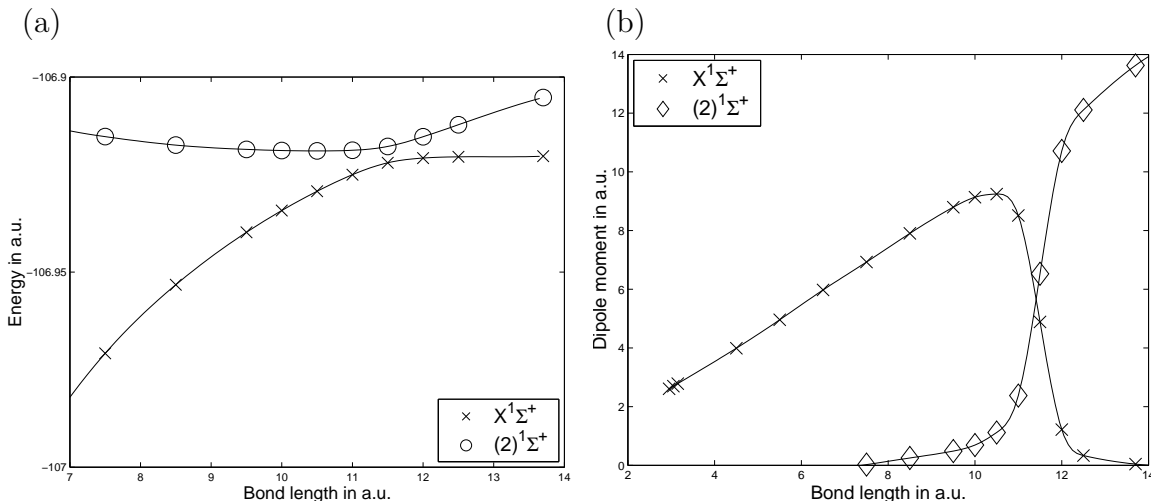 (a)
−106.9
−106.95
−107
7 8 9 10 11 12 13 14
Energy in a.u.
Bond length in a.u.
X¹Σ⁺
(2)¹Σ⁺
(b)
14
12
10
8
6
4
2
0
2 4 6 8 10 12 14
Dipole moment in a.u.
Bond length in a.u.
X¹Σ⁺
(2)¹Σ⁺